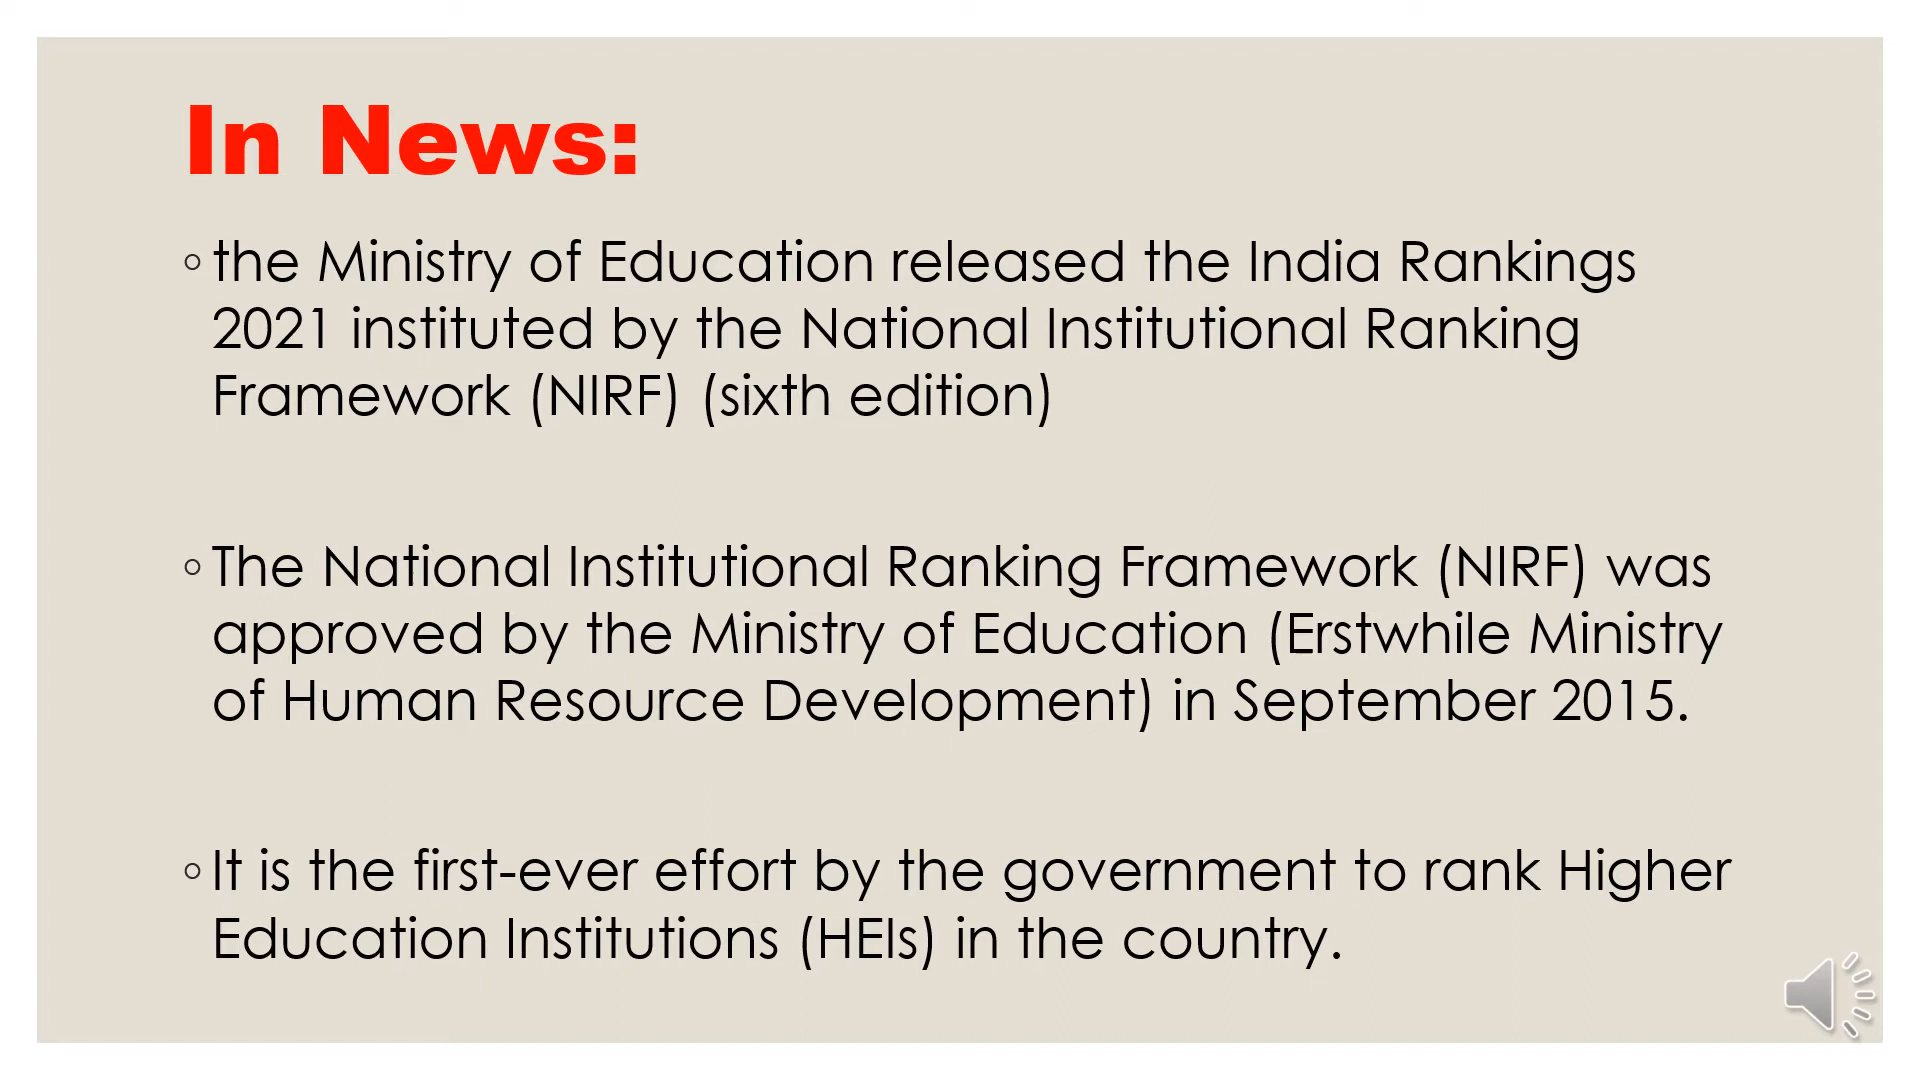 In News:
◦ the Ministry of Education released the India Rankings
2021 instituted by the National Institutional Ranking
Framework (NIRF) (sixth edition)
◦ The National Institutional Ranking Framework (NIRF) was
approved by the Ministry of Education (Erstwhile Ministry
of Human Resource Development) in September 2015.
◦ It is the first-ever effort by the government to rank Higher
Education Institutions (HEIs) in the country.